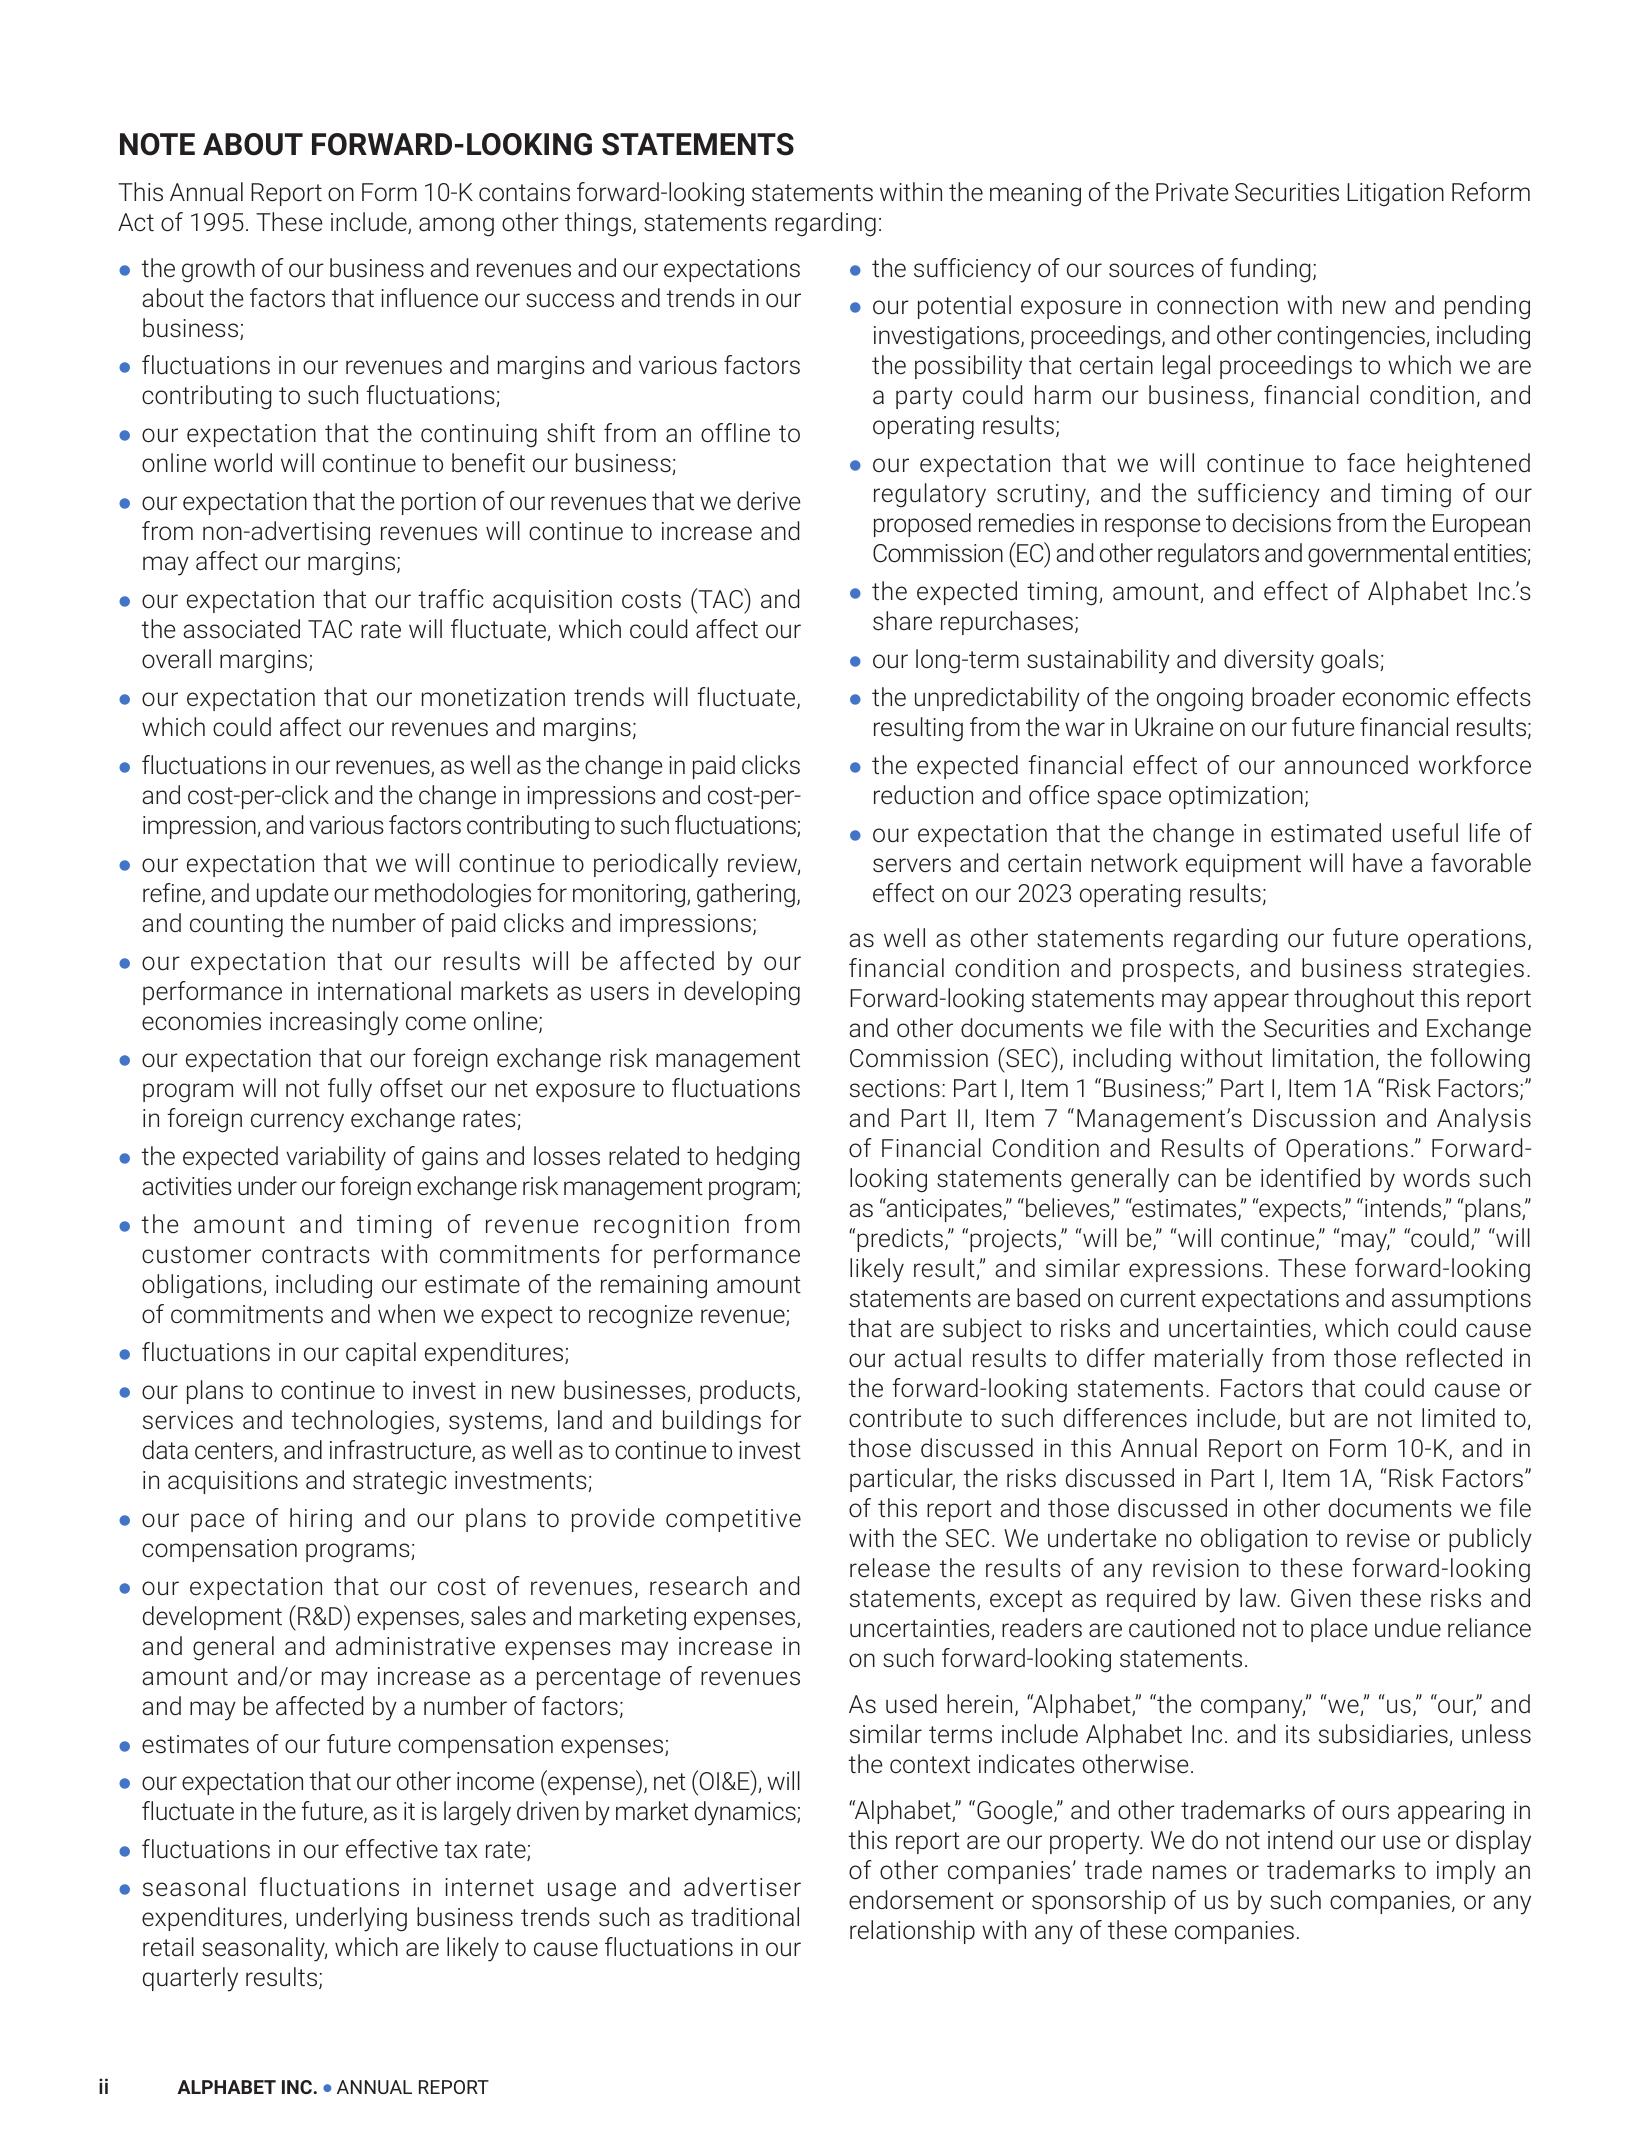 NOTE ABOUT FORWARD-LOOKING STATEMENTS
This Annual Report on Form 10-K contains forward-looking statements within the meaning of the Private Securities Litigation Reform
Act of 1995. These include, among other things, statements regarding:
● the growth of our business and revenues and our expectations
about the factors that influence our success and trends in our
business;
● fluctuations in our revenues and margins and various factors
contributing to such fluctuations;
● our expectation that the continuing shift from an offline to
online world will continue to benefit our business;
● our expectation that the portion of our revenues that we derive
from non-advertising revenues will continue to increase and
may affect our margins;
● our expectation that our traffic acquisition costs (TAC) and
the associated TAC rate will fluctuate, which could affect our
overall margins;
● our expectation that our monetization trends will fluctuate,
which could affect our revenues and margins;
● fluctuations in our revenues, as well as the change in paid clicks
and cost-per-click and the change in impressions and cost-per-
impression, and various factors contributing to such fluctuations;
● our expectation that we will continue to periodically review,
refine, and update our methodologies for monitoring, gathering,
and counting the number of paid clicks and impressions;
● our expectation that our results will be affected by our
performance in international markets as users in developing
economies increasingly come online;
● our expectation that our foreign exchange risk management
program will not fully offset our net exposure to fluctuations
in foreign currency exchange rates;
● the expected variability of gains and losses related to hedging
activities under our foreign exchange risk management program;
● the amount and timing of revenue recognition from
customer contracts with commitments for performance
obligations, including our estimate of the remaining amount
of commitments and when we expect to recognize revenue;
● fluctuations in our capital expenditures;
● our plans to continue to invest in new businesses, products,
services and technologies, systems, land and buildings for
data centers, and infrastructure, as well as to continue to invest
in acquisitions and strategic investments;
● our pace of hiring and our plans to provide competitive
compensation programs;
● our expectation that our cost of revenues, research and
development (R&D) expenses, sales and marketing expenses,
and general and administrative expenses may increase in
amount and/or may increase as a percentage of revenues
and may be affected by a number of factors;
● estimates of our future compensation expenses;
● our expectation that our other income (expense), net (OI&E), will
fluctuate in the future, as it is largely driven by market dynamics;
● fluctuations in our effective tax rate;
● seasonal fluctuations in internet usage and advertiser
expenditures, underlying business trends such as traditional
retail seasonality, which are likely to cause fluctuations in our
quarterly results;
● the sufficiency of our sources of funding;
● our potential exposure in connection with new and pending
investigations, proceedings, and other contingencies, including
the possibility that certain legal proceedings to which we are
a party could harm our business, financial condition, and
operating results;
● our expectation that we will continue to face heightened
regulatory scrutiny, and the sufficiency and timing of our
proposed remedies in response to decisions from the European
Commission (EC) and other regulators and governmental entities;
● the expected timing, amount, and effect of Alphabet Inc.’s
share repurchases;
● our long-term sustainability and diversity goals;
● the unpredictability of the ongoing broader economic effects
resulting from the war in Ukraine on our future financial results;
● the expected financial effect of our announced workforce
reduction and office space optimization;
● our expectation that the change in estimated useful life of
servers and certain network equipment will have a favorable
effect on our 2023 operating results;
as well as other statements regarding our future operations,
financial condition and prospects, and business strategies.
Forward-looking statements may appear throughout this report
and other documents we file with the Securities and Exchange
Commission (SEC), including without limitation, the following
sections: Part I, Item 1 “Business;” Part I, Item 1A “Risk Factors;”
and Part II, Item 7 “Management’s Discussion and Analysis
of Financial Condition and Results of Operations.” Forward-
looking statements generally can be identified by words such
as “anticipates,” “believes,” “estimates,” “expects,” “intends,” “plans,”
“predicts,” “projects,” “will be,” “will continue,” “may,” “could,” “will
likely result,” and similar expressions. These forward-looking
statements are based on current expectations and assumptions
that are subject to risks and uncertainties, which could cause
our actual results to differ materially from those reflected in
the forward-looking statements. Factors that could cause or
contribute to such differences include, but are not limited to,
those discussed in this Annual Report on Form 10-K, and in
particular, the risks discussed in Part I, Item 1A, “Risk Factors”
of this report and those discussed in other documents we file
with the SEC. We undertake no obligation to revise or publicly
release the results of any revision to these forward-looking
statements, except as required by law. Given these risks and
uncertainties, readers are cautioned not to place undue reliance
on such forward-looking statements.
As used herein, “Alphabet,” “the company,” “we,” “us,” “our,” and
similar terms include Alphabet Inc. and its subsidiaries, unless
the context indicates otherwise.
“Alphabet,” “Google,” and other trademarks of ours appearing in
this report are our property. We do not intend our use or display
of other companies’ trade names or trademarks to imply an
endorsement or sponsorship of us by such companies, or any
relationship with any of these companies.
ii ALPHABET INC. ● ANNUAL REPORT